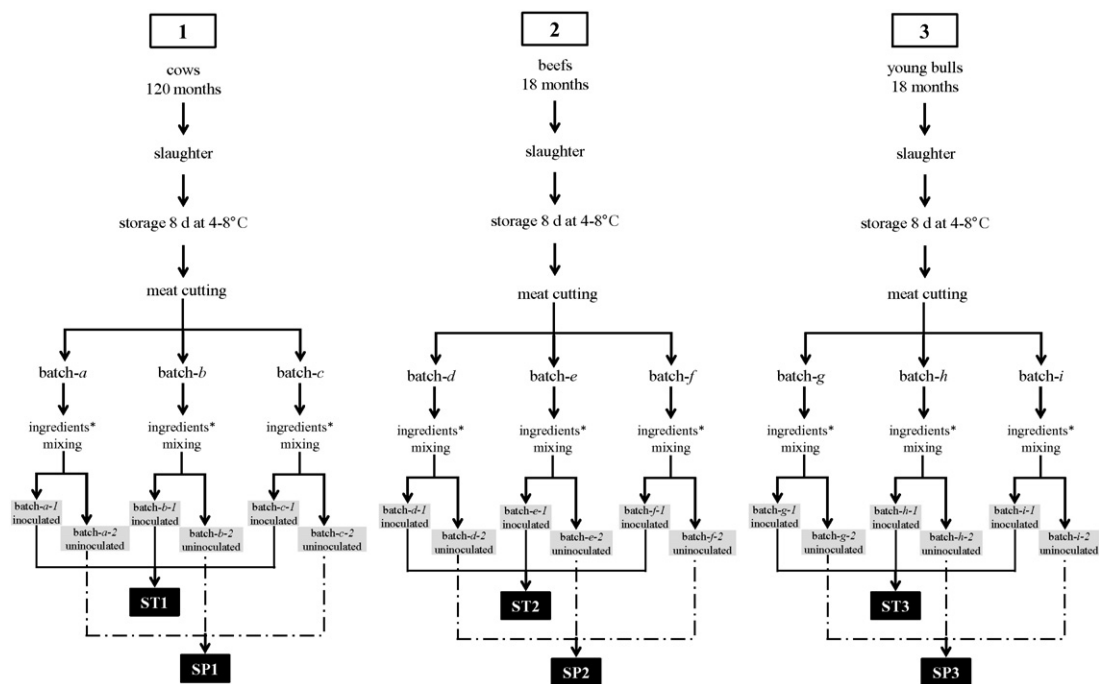 1
cows
120 months
slaughter
storage 8 d at 4-8°C
meat cutting
batch-a
batch-b
batch-c
ingredients*
mixing
ingredients*
mixing
ingredients*
mixing
batch-a-1
inoculated
batch-a-2
uninoculated
batch-b-1
inoculated
batch-b-2
uninoculated
batch-c-1
inoculated
batch-c-2
uninoculated
ST1
SP1
2
beefs
18 months
slaughter
storage 8 d at 4-8°C
meat cutting
batch-d
batch-e
batch-f
ingredients*
mixing
ingredients*
mixing
ingredients*
mixing
batch-d-1
inoculated
batch-d-2
uninoculated
batch-e-1
inoculated
batch-e-2
uninoculated
batch-f-1
inoculated
batch-f-2
uninoculated
ST2
SP2
3
young bulls
18 months
slaughter
storage 8 d at 4-8°C
meat cutting
batch-g
batch-h
batch-i
ingredients*
mixing
ingredients*
mixing
ingredients*
mixing
batch-g-1
inoculated
batch-g-2
uninoculated
batch-h-1
inoculated
batch-h-2
uninoculated
batch-i-1
inoculated
batch-i-2
uninoculated
ST3
SP3